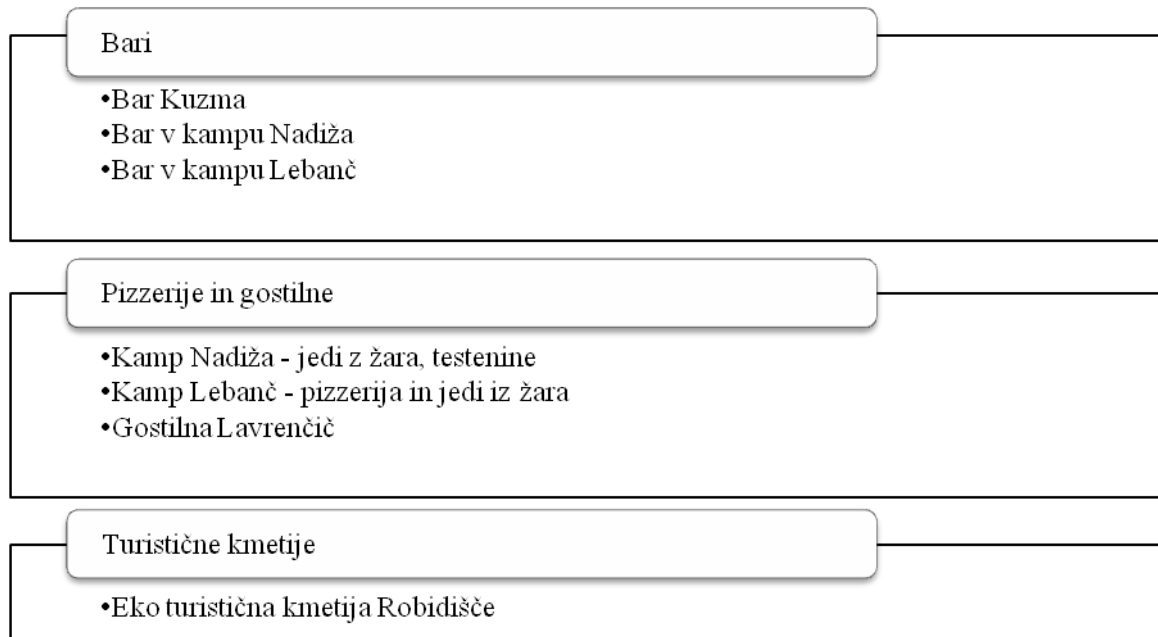 Bari
•Bar Kuzma
•Bar v kampu Nadiža
•Bar v kampu Lebanč
Pizzerije in gostilne
•Kamp Nadiža - jedi z žara, testenine
•Kamp Lebanč - pizzerija in jedi iz žara
•Gostilna Lavrenčič
Turistične kmetije
•Eko turistična kmetija Robidišče